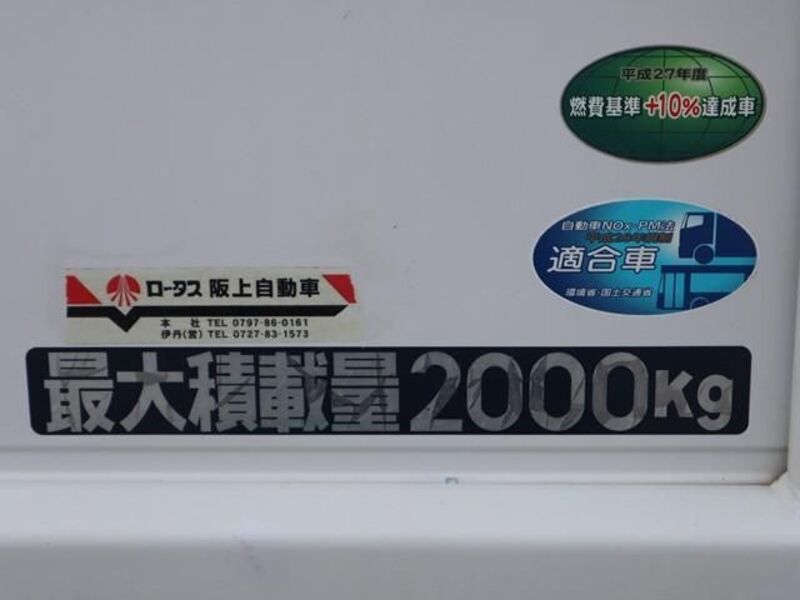 平成27年度
燃費基準+10%達成車
自動車NOx・PM法
適合車
環境省・国土交通省
ロータス 阪上自動車
本 社 TEL 0797-86-0161
伊丹(営) TEL 0727-83-1573
最大積載量2000Kg